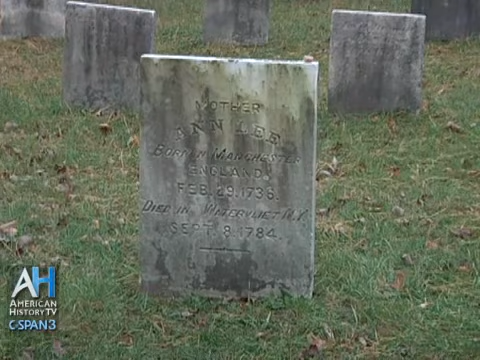 MOTHER
ANN LEE.
BORN IN MANCHESTER
ENGLAND.
FEB. 29. 1736.
DIED IN WATERVLIET N.Y.
SEPT. 8. 1784.
AH
AMERICAN
HISTORY TV
C-SPAN3